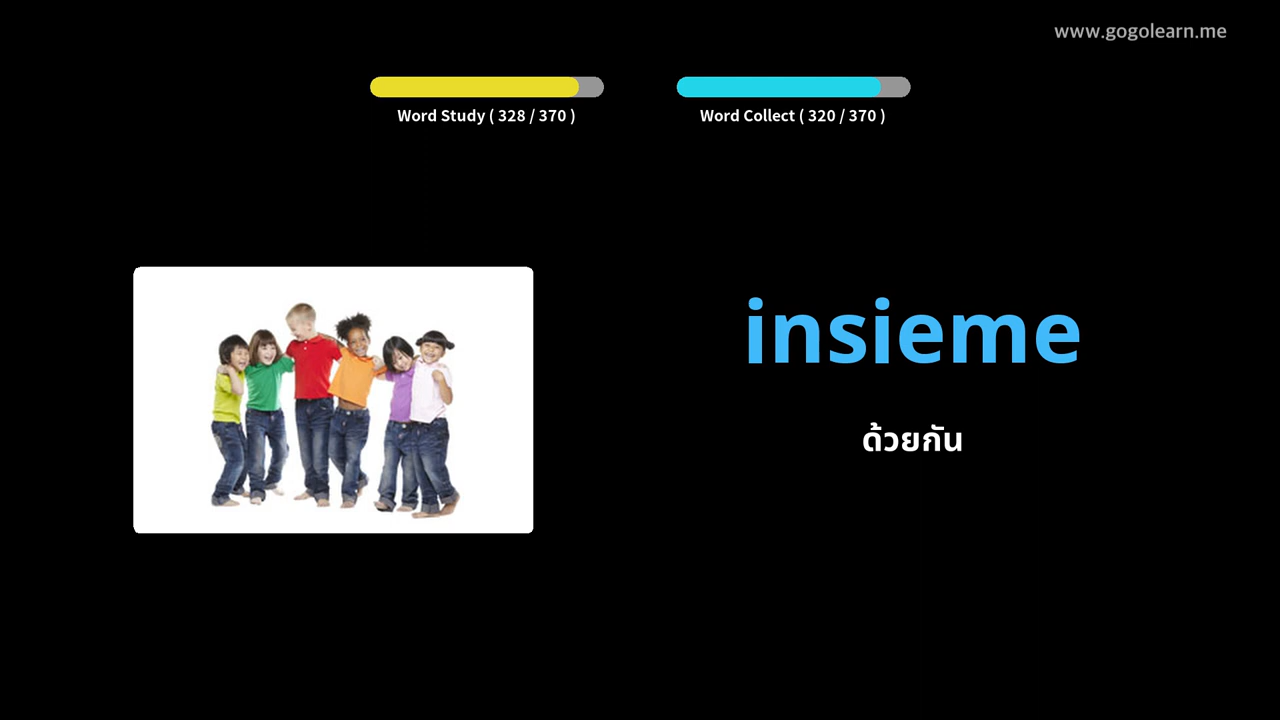 www.gogolearn.me
Word Study ( 328 / 370 )
Word Collect ( 320 / 370 )
insieme
ด้วยกัน